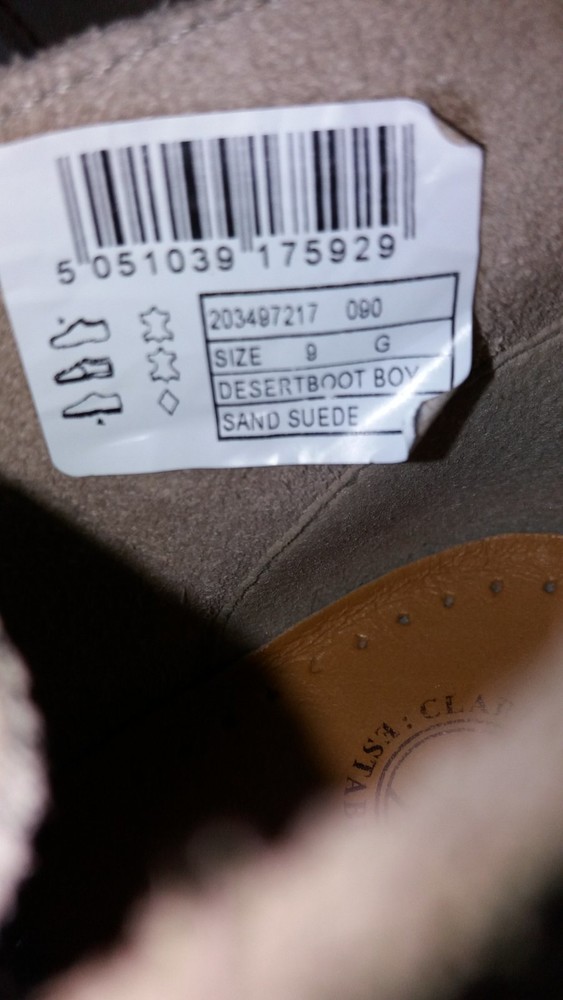 5 051039 175929
203497217 090
SIZE 9 G
DESERTBOOT BOY
SAND SUEDE